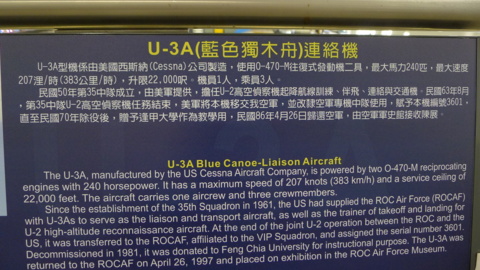 U-3A(藍色獨木舟)連絡機
U-3A型機係由美國西斯納(Cessna)公司製造，使用O-470-M往復式發動機二具，最大馬力240匹，最大速度
207浬/時(383公里/時)，升限22,000呎。機員1人，乘員3人。
民國50年第35中隊成立，由美軍提供，擔任U-2高空偵察機起降航線訓練、伴飛、連絡與交通機。民國63年8
月，第35中隊U-2高空偵察機任務結束，美軍將本機移交我空軍，並改隸空軍專機中隊使用，賦予本機編號3601，
直至民國70年除役後，贈予逢甲大學作為教學用，民國86年4月26日歸還空軍，由空軍軍史館接收陳展。
U-3A Blue Canoe-Liaison Aircraft
The U-3A, manufactured by the US Cessna Aircraft Company, is powered by two O-470-M reciprocating
engines with 240 horsepower. It has a maximum speed of 207 knots (383 km/h) and a service ceiling of
22,000 feet. The aircraft carries one aircrew and three crewmembers.
Since the establishment of the 35th Squadron in 1961, the US had supplied the ROC Air Force (ROCAF)
with U-3As to serve as the liaison and transport aircraft, as well as the trainer of takeoff and landing for
U-2 high-altitude reconnaissance aircraft. At the end of the joint U-2 operation between the ROC and the
US, it was transferred to the ROCAF, affiliated to the VIP Squadron, and assigned the serial number 3601.
Decommissioned in 1981, it was donated to Feng Chia University for instructional purpose. The U-3A was
returned to the ROCAF on April 26, 1997 and placed on exhibition in the ROC Air Force Museum.